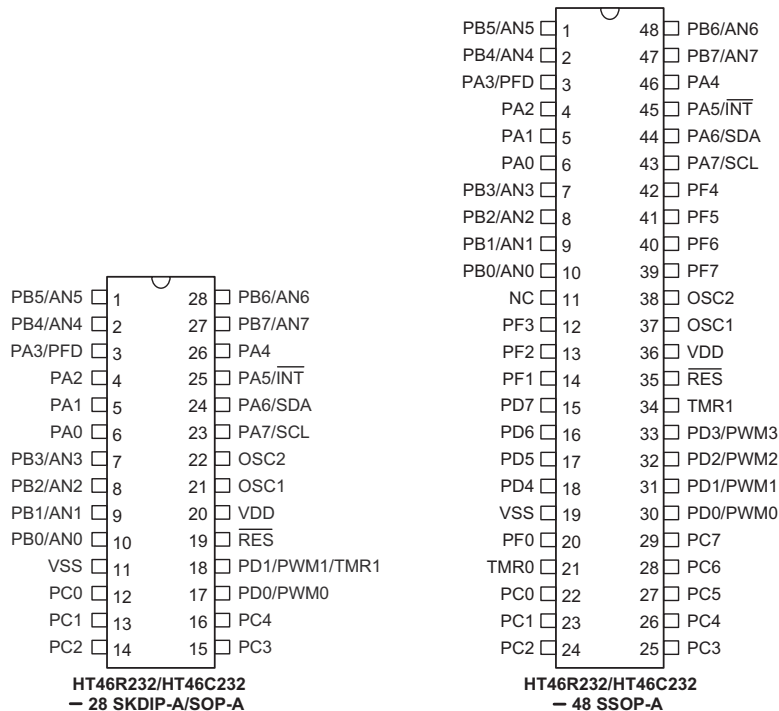 PB5/AN5 1 48 PB6/AN6
PB4/AN4 2 47 PB7/AN7
PA3/PFD 3 46 PA4
PA2 4 45 PA5/INT
PA1 5 44 PA6/SDA
PA0 6 43 PA7/SCL
PB3/AN3 7 42 PF4
PB2/AN2 8 41 PF5
PB1/AN1 9 40 PF6
PB0/AN0 10 39 PF7
NC 11 38 OSC2
PF3 12 37 OSC1
PF2 13 36 VDD
PF1 14 35 RES
PD7 15 34 TMR1
PD6 16 33 PD3/PWM3
PD5 17 32 PD2/PWM2
PD4 18 31 PD1/PWM1
VSS 19 30 PD0/PWM0
PF0 20 29 PC7
TMR0 21 28 PC6
PC0 22 27 PC5
PC1 23 26 PC4
PC2 24 25 PC3
HT46R232/HT46C232
– 48 SSOP-A
PB5/AN5 1 28 PB6/AN6
PB4/AN4 2 27 PB7/AN7
PA3/PFD 3 26 PA4
PA2 4 25 PA5/INT
PA1 5 24 PA6/SDA
PA0 6 23 PA7/SCL
PB3/AN3 7 22 OSC2
PB2/AN2 8 21 OSC1
PB1/AN1 9 20 VDD
PB0/AN0 10 19 RES
VSS 11 18 PD1/PWM1/TMR1
PC0 12 17 PD0/PWM0
PC1 13 16 PC4
PC2 14 15 PC3
HT46R232/HT46C232
– 28 SKDIP-A/SOP-A